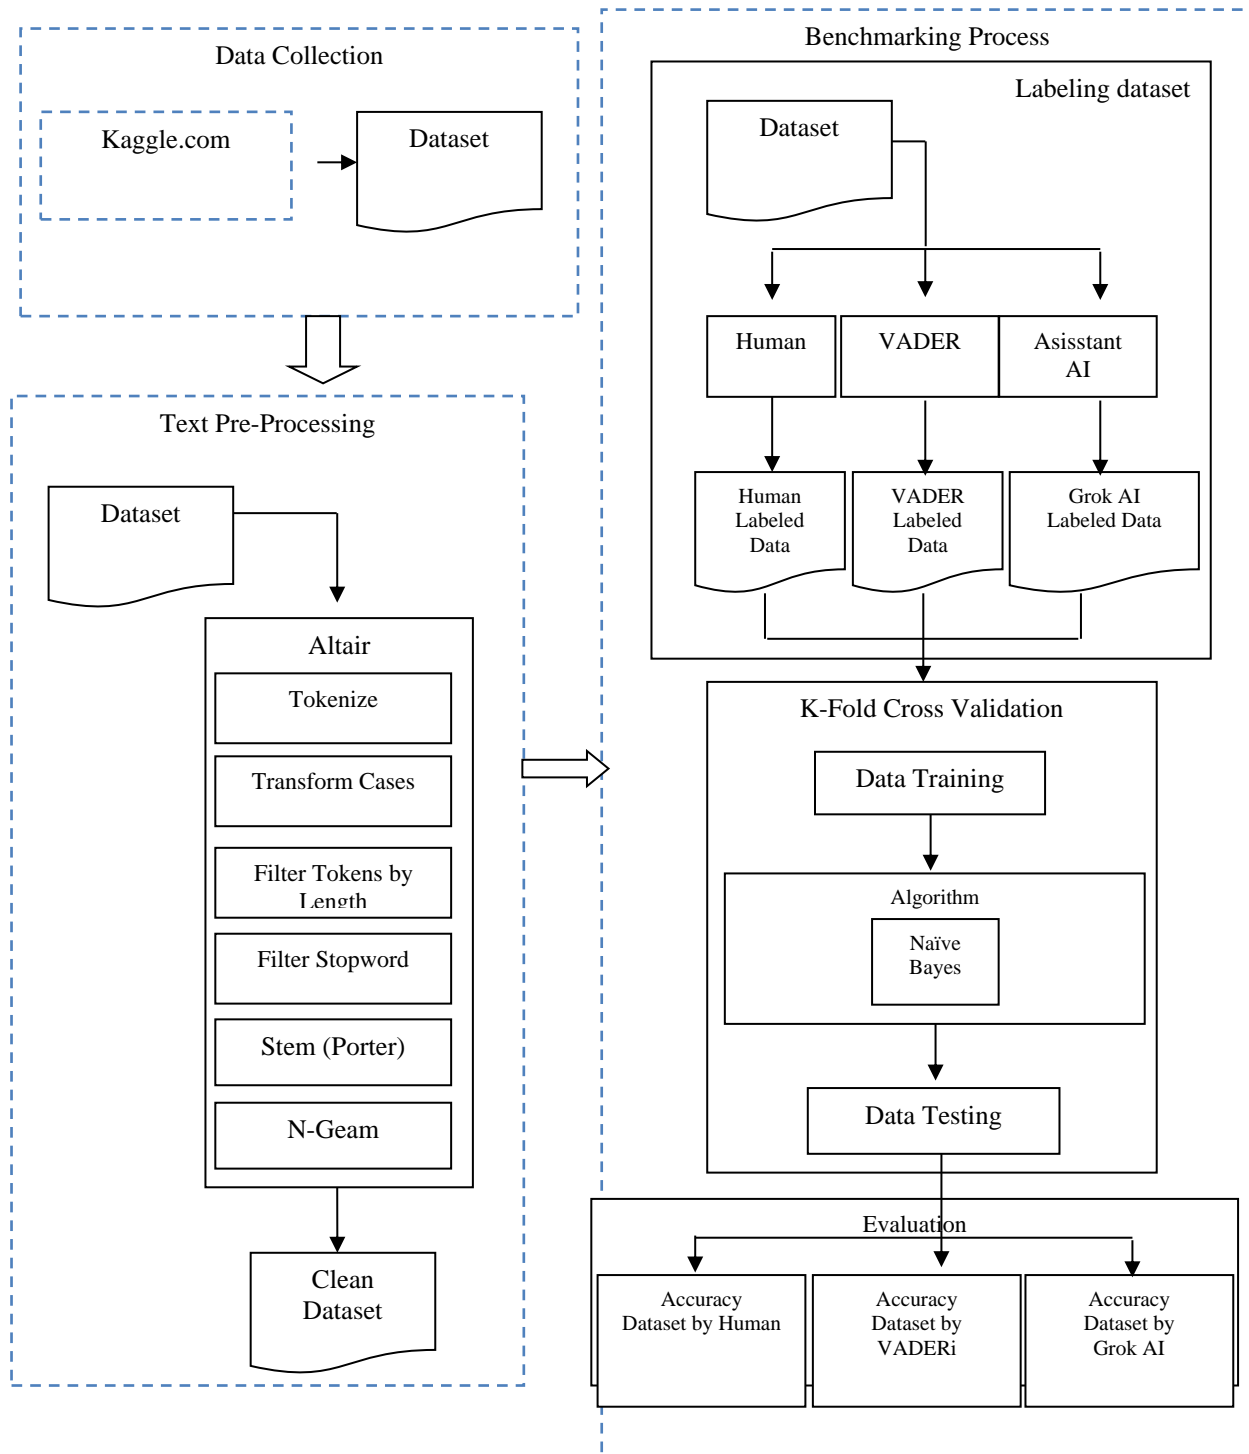 Data Collection
Kaggle.com
Dataset
Text Pre-Processing
Dataset
Altair
Tokenize
Transform Cases
Filter Tokens by
Length
Filter Stopword
Stem (Porter)
N-Geam
Clean
Dataset
Benchmarking Process
Labeling dataset
Dataset
Human
VADER
Asisstant
AI
Human
Labeled
Data
VADER
Labeled
Data
Grok AI
Labeled Data
K-Fold Cross Validation
Data Training
Algorithm
Naïve
Bayes
Data Testing
Evaluation
Accuracy
Dataset by Human
Accuracy
Dataset by
VADERi
Accuracy
Dataset by
Grok AI